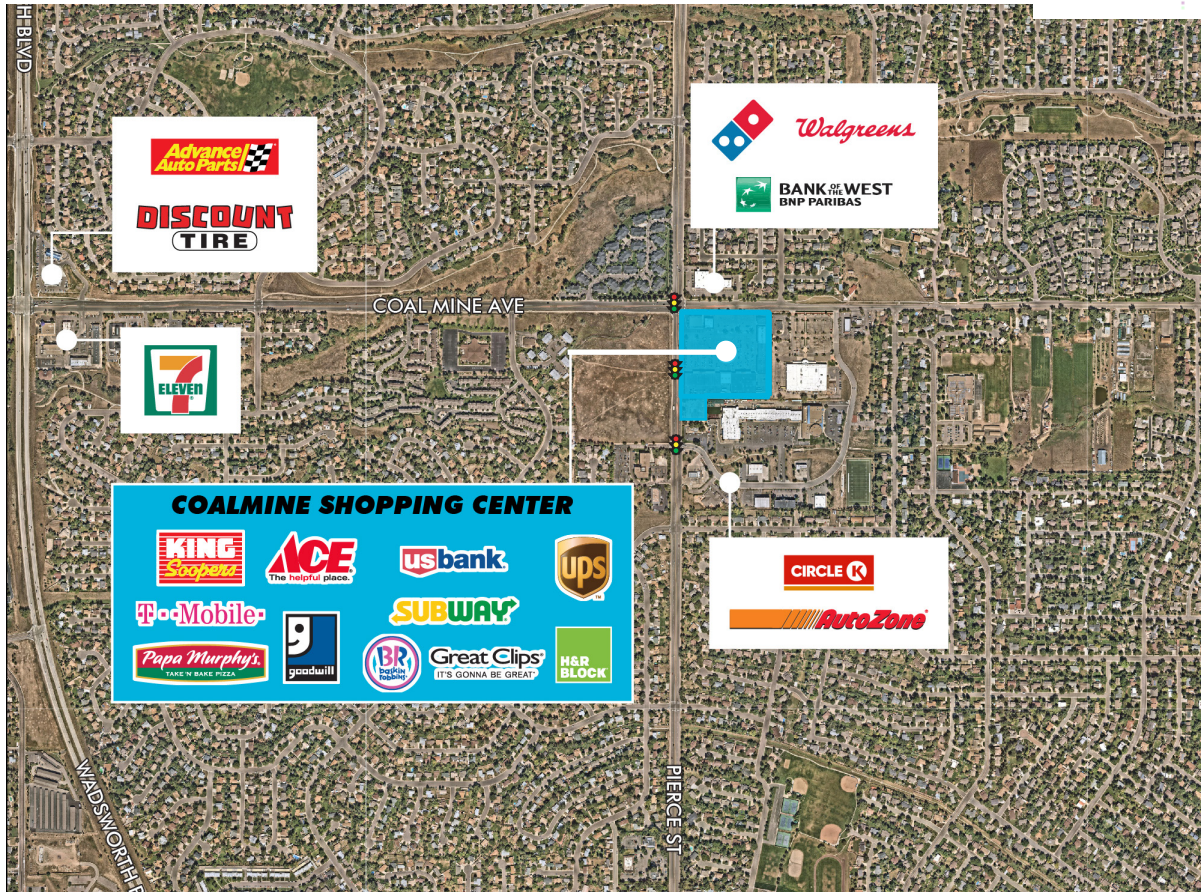 H BLVD
Advance
Auto Parts
DISCOUNT
TIRE
Walgreens
BANK OF THE WEST
BNP PARIBAS
COAL MINE AVE
7
ELEVEN
COALMINE SHOPPING CENTER
KING
Soopers
ACE
The helpful place.
usbank
ups
T··Mobile·
SUBWAY
Papa Murphy's
TAKE 'N' BAKE PIZZA
goodwill
BR
baskin
robbins
Great Clips
IT'S GONNA BE GREAT
H&R
BLOCK
CIRCLE K
AutoZone
WADSWORTH B
PIERCE ST